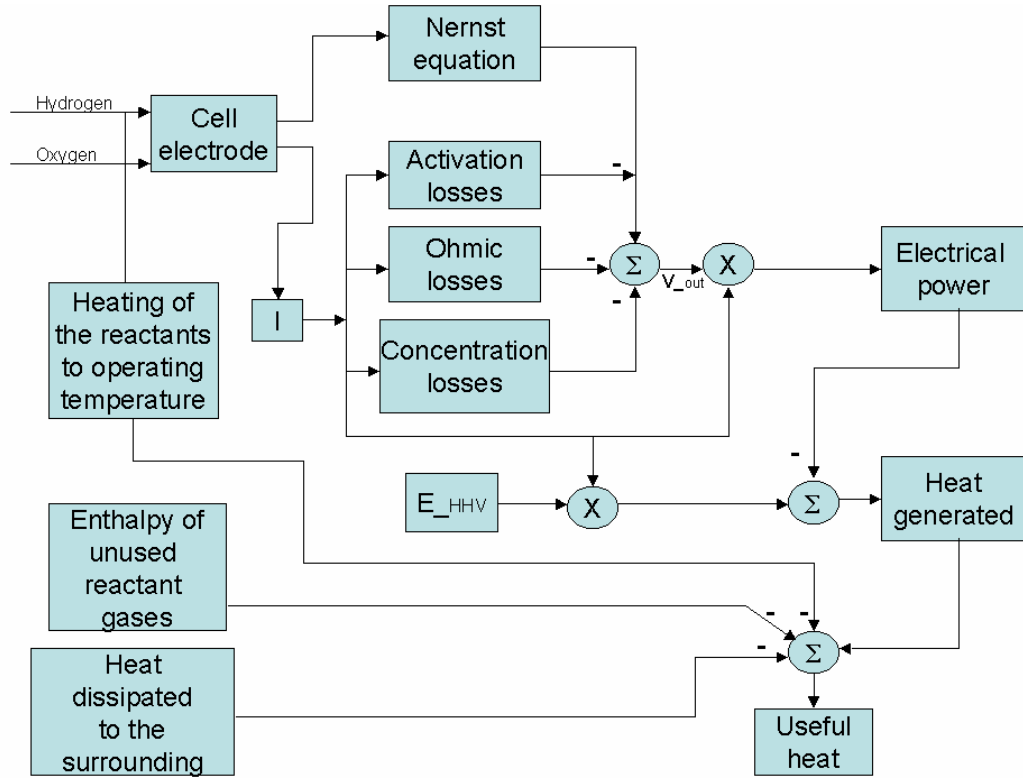 Nernst
equation
Hydrogen
Cell
electrode
Oxygen
Activation
losses
-
Ohmic
losses
-
Σ
V_out
X
Electrical
power
-
Heating of
the reactants
to operating
temperature
I
Concentration
losses
-
E_HHV
X
Σ
Heat
generated
Enthalpy of
unused
reactant
gases
-
-
-
Σ
Heat
dissipated
to the
surrounding
Useful
heat